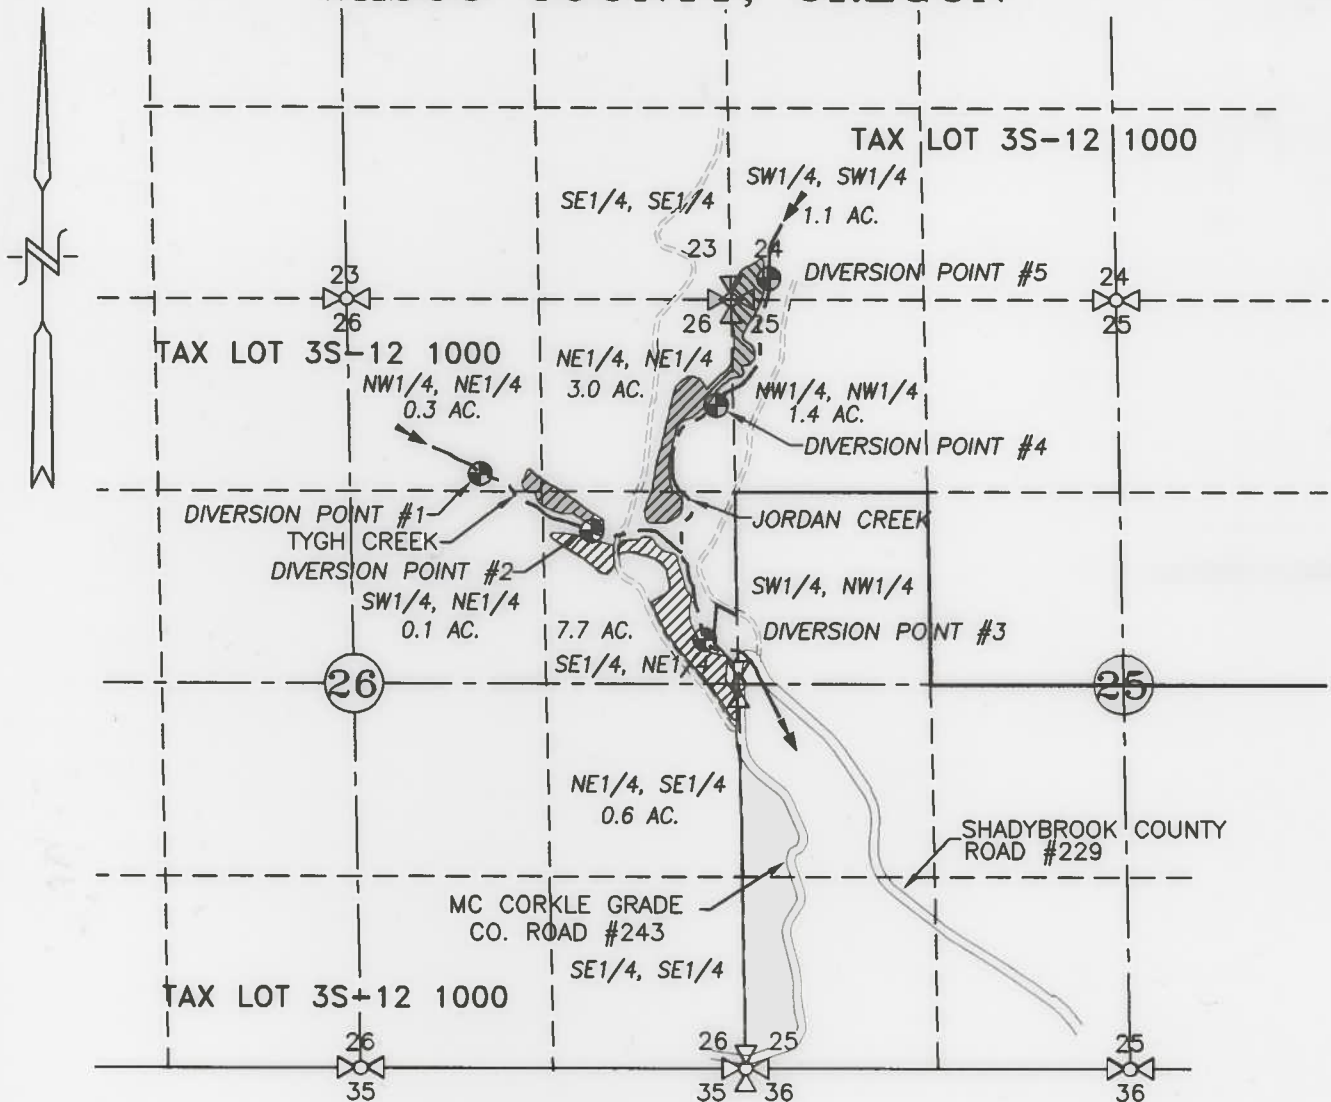 WASCO COUNTY, OREGON
N
TAX LOT 3S-12 1000
SW1/4, SW1/4
1.1 AC.
SE1/4, SE1/4
23
24
DIVERSION POINT #5
23
24
26
25
26
25
TAX LOT 3S-12 1000
NE1/4, NE1/4
3.0 AC.
NW1/4, NE1/4
0.3 AC.
NW1/4, NW1/4
1.4 AC.
DIVERSION POINT #4
DIVERSION POINT #1
TYGH CREEK
JORDAN CREEK
DIVERSION POINT #2
SW1/4, NE1/4
0.1 AC.
SW1/4, NW1/4
7.7 AC.
SE1/4, NE1/4
DIVERSION POINT #3
26
25
NE1/4, SE1/4
0.6 AC.
SHADYBROOK COUNTY
ROAD #229
MC CORKLE GRADE
CO. ROAD #243
SE1/4, SE1/4
TAX LOT 3S-12 1000
26
26
25
25
35
35
36
36